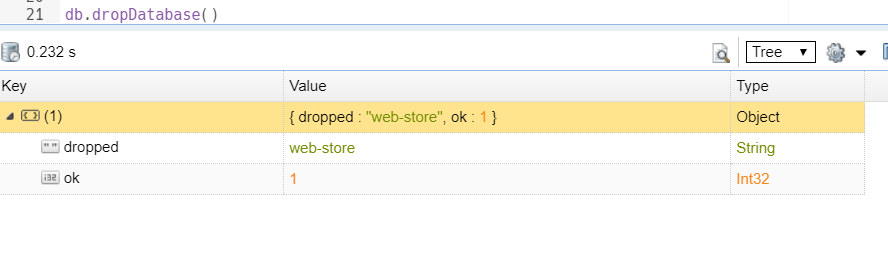 21 db.dropDatabase()
0.232 s Tree
Key Value Type
(1) { dropped : "web-store", ok : 1 } Object
" " dropped web-store String
i32 ok 1 Int32